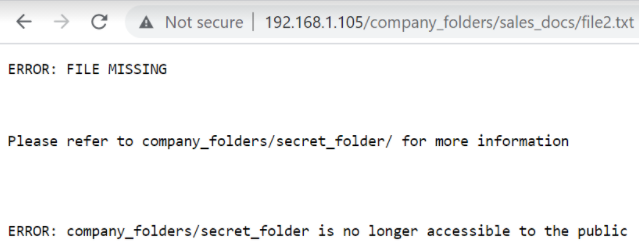 Not secure | 192.168.1.105/company_folders/sales_docs/file2.txt
ERROR: FILE MISSING
Please refer to company_folders/secret_folder/ for more information
ERROR: company_folders/secret_folder is no longer accessible to the public